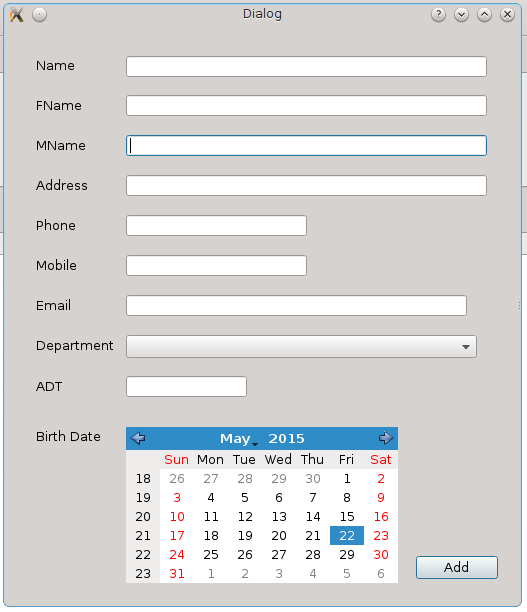 Dialog
Name
FName
MName
Address
Phone
Mobile
Email
Department
ADT
Birth Date
May 2015
Sun Mon Tue Wed Thu Fri Sat
18 26 27 28 29 30 1 2
19 3 4 5 6 7 8 9
20 10 11 12 13 14 15 16
21 17 18 19 20 21 22 23
22 24 25 26 27 28 29 30
23 31 1 2 3 4 5 6
Add